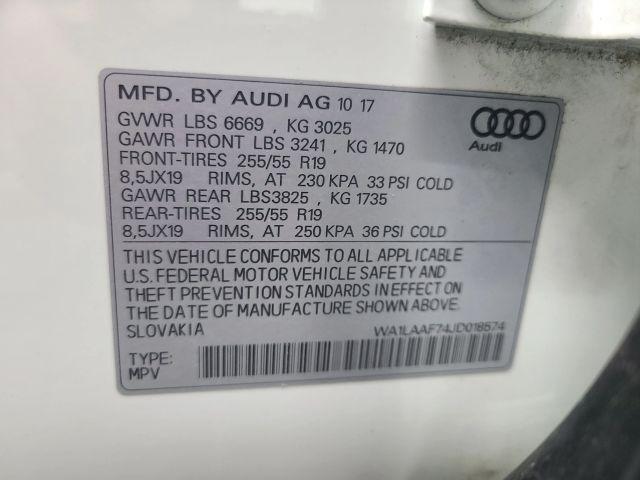 MFD. BY AUDI AG 10 17
GVWR LBS 6669 , KG 3025
GAWR FRONT LBS 3241 , KG 1470
FRONT-TIRES 255/55 R19
8,5JX19 RIMS, AT 230 KPA 33 PSI COLD
GAWR REAR LBS3825 , KG 1735
REAR-TIRES 255/55 R19
8,5JX19 RIMS, AT 250 KPA 36 PSI COLD
Audi
THIS VEHICLE CONFORMS TO ALL APPLICABLE
U.S. FEDERAL MOTOR VEHICLE SAFETY AND
THEFT PREVENTION STANDARDS IN EFFECT ON
THE DATE OF MANUFACTURE SHOWN ABOVE.
SLOVAKIA
WA1LAAF74JD018574
TYPE:
MPV